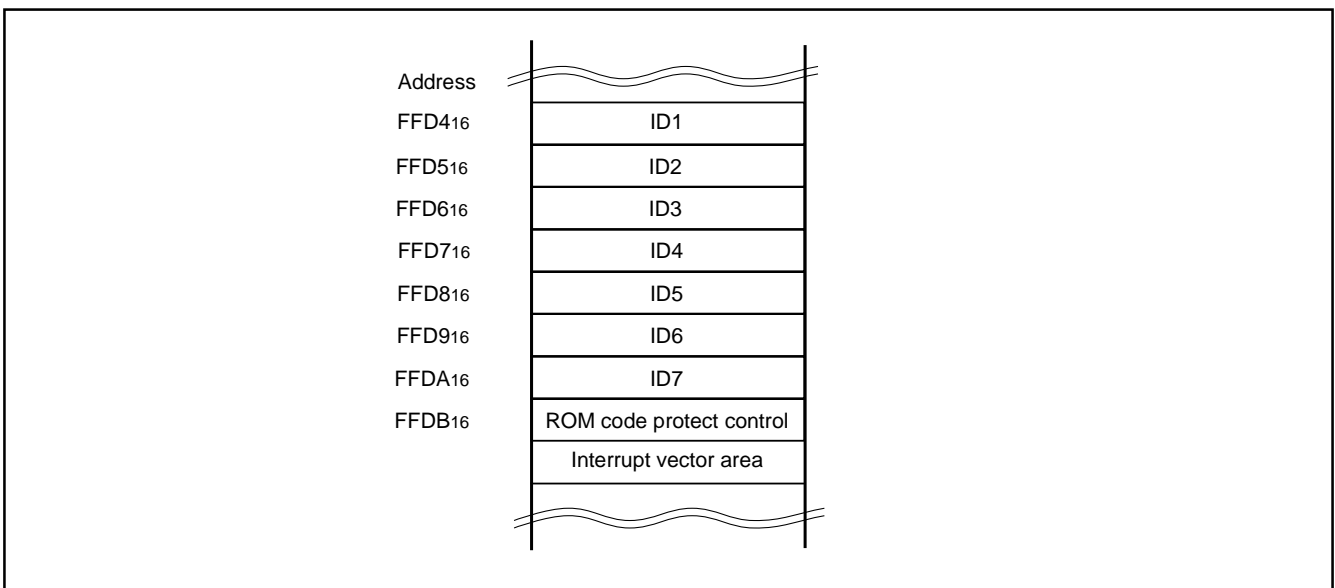 Address
FFD416 ID1
FFD516 ID2
FFD616 ID3
FFD716 ID4
FFD816 ID5
FFD916 ID6
FFDA16 ID7
FFDB16 ROM code protect control
Interrupt vector area